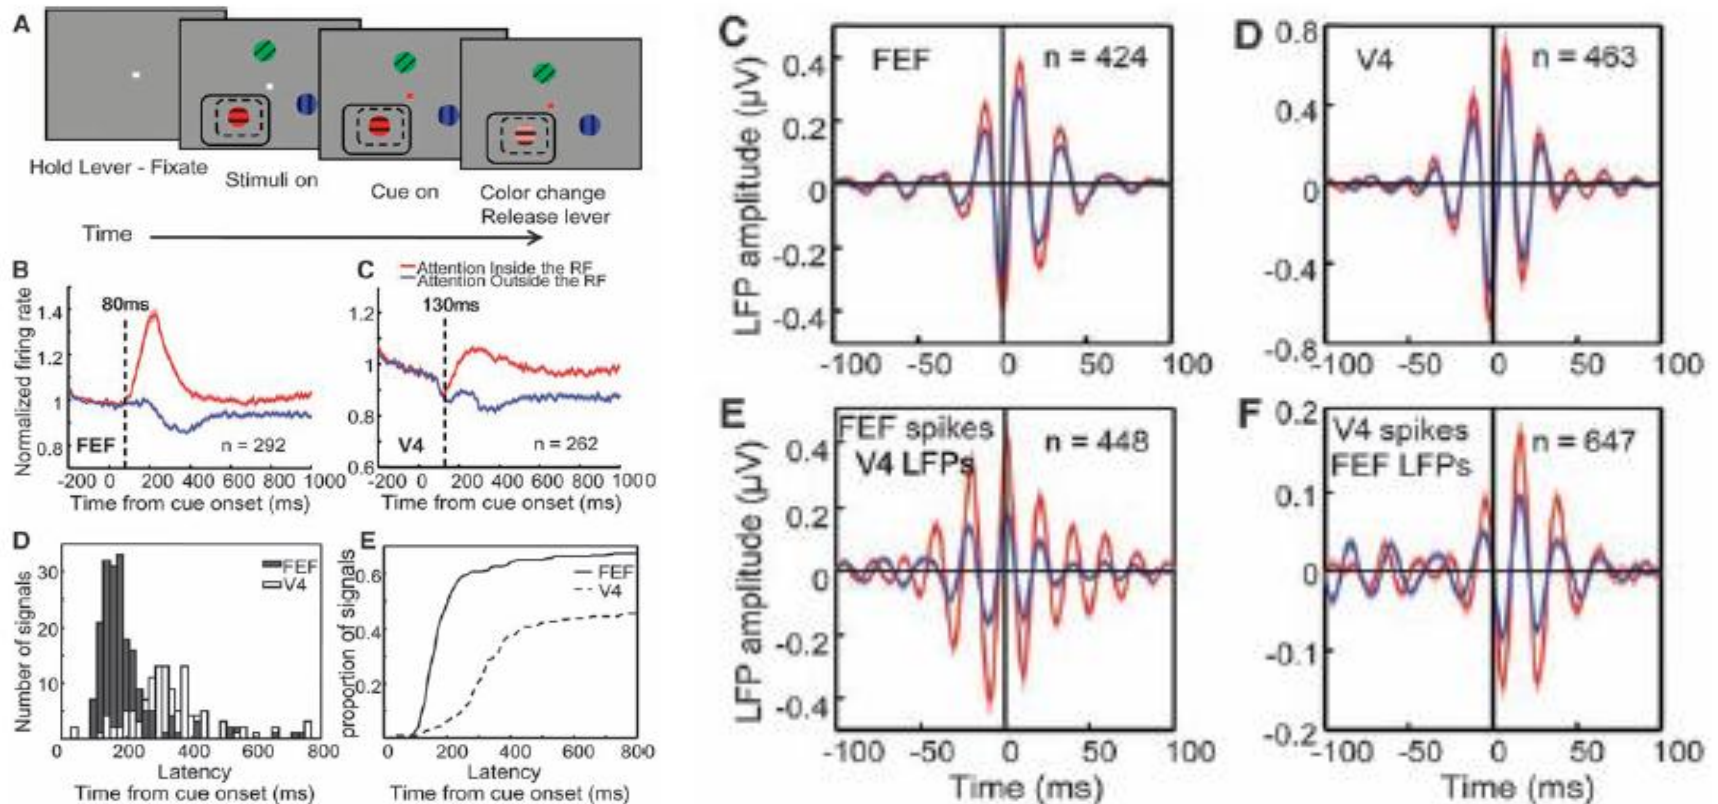 A
Hold Lever - Fixate
Stimuli on
Cue on
Color change
Release lever
Time
B
Normalized firing rate
1.4
1.2
1
0.8
80ms
FEF
n = 292
-200 0 200 400 600 800 1000
Time from cue onset (ms)
C
Attention Inside the RF
Attention Outside the RF
130ms
1.2
1
0.8
0.6
V4
n = 262
-200 0 200 400 600 800 1000
Time from cue onset (ms)
D
Number of signals
30
20
10
FEF
V4
0 200 400 600 800
Latency
Time from cue onset (ms)
E
proportion of signals
0.6
0.4
0.2
FEF
V4
0 200 400 600 800
Latency
Time from cue onset (ms)
C
LFP amplitude (μV)
FEF
n = 424
0.4
0.2
0
-0.2
-0.4
-100 -50 0 50 100
D
V4
n = 463
0.8
0.4
0
-0.4
-0.8
-100 -50 0 50 100
E
LFP amplitude (μV)
FEF spikes
V4 LFPs
n = 448
0.4
0.2
0
-0.2
-0.4
-100 -50 0 50 100
Time (ms)
F
V4 spikes
FEF LFPs
n = 647
0.2
0.1
0
-0.1
-0.2
-100 -50 0 50 100
Time (ms)